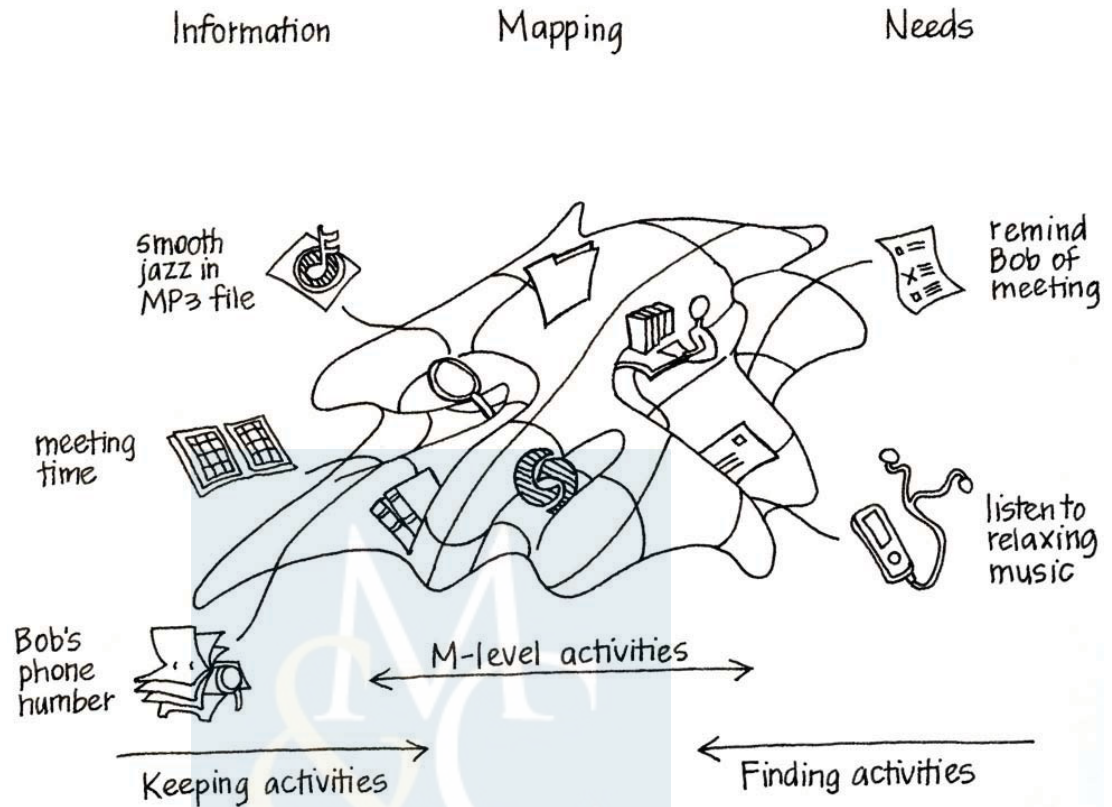 Information
Mapping
Needs
smooth
jazz in
MP3 file
remind
Bob of
meeting
meeting
time
listen to
relaxing
music
Bob's
phone
number
M-level activities
Keeping activities
Finding activities
M
&
C